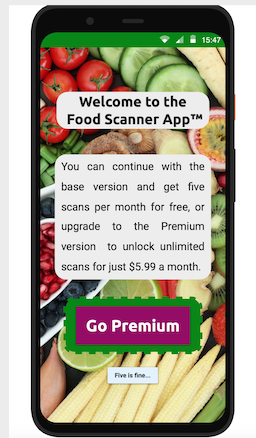 15:47
Welcome to the
Food Scanner App™
You can continue with the
base version and get five
scans per month for free, or
upgrade to the Premium
version to unlock unlimited
scans for just $5.99 a month.
Go Premium
Five is fine...